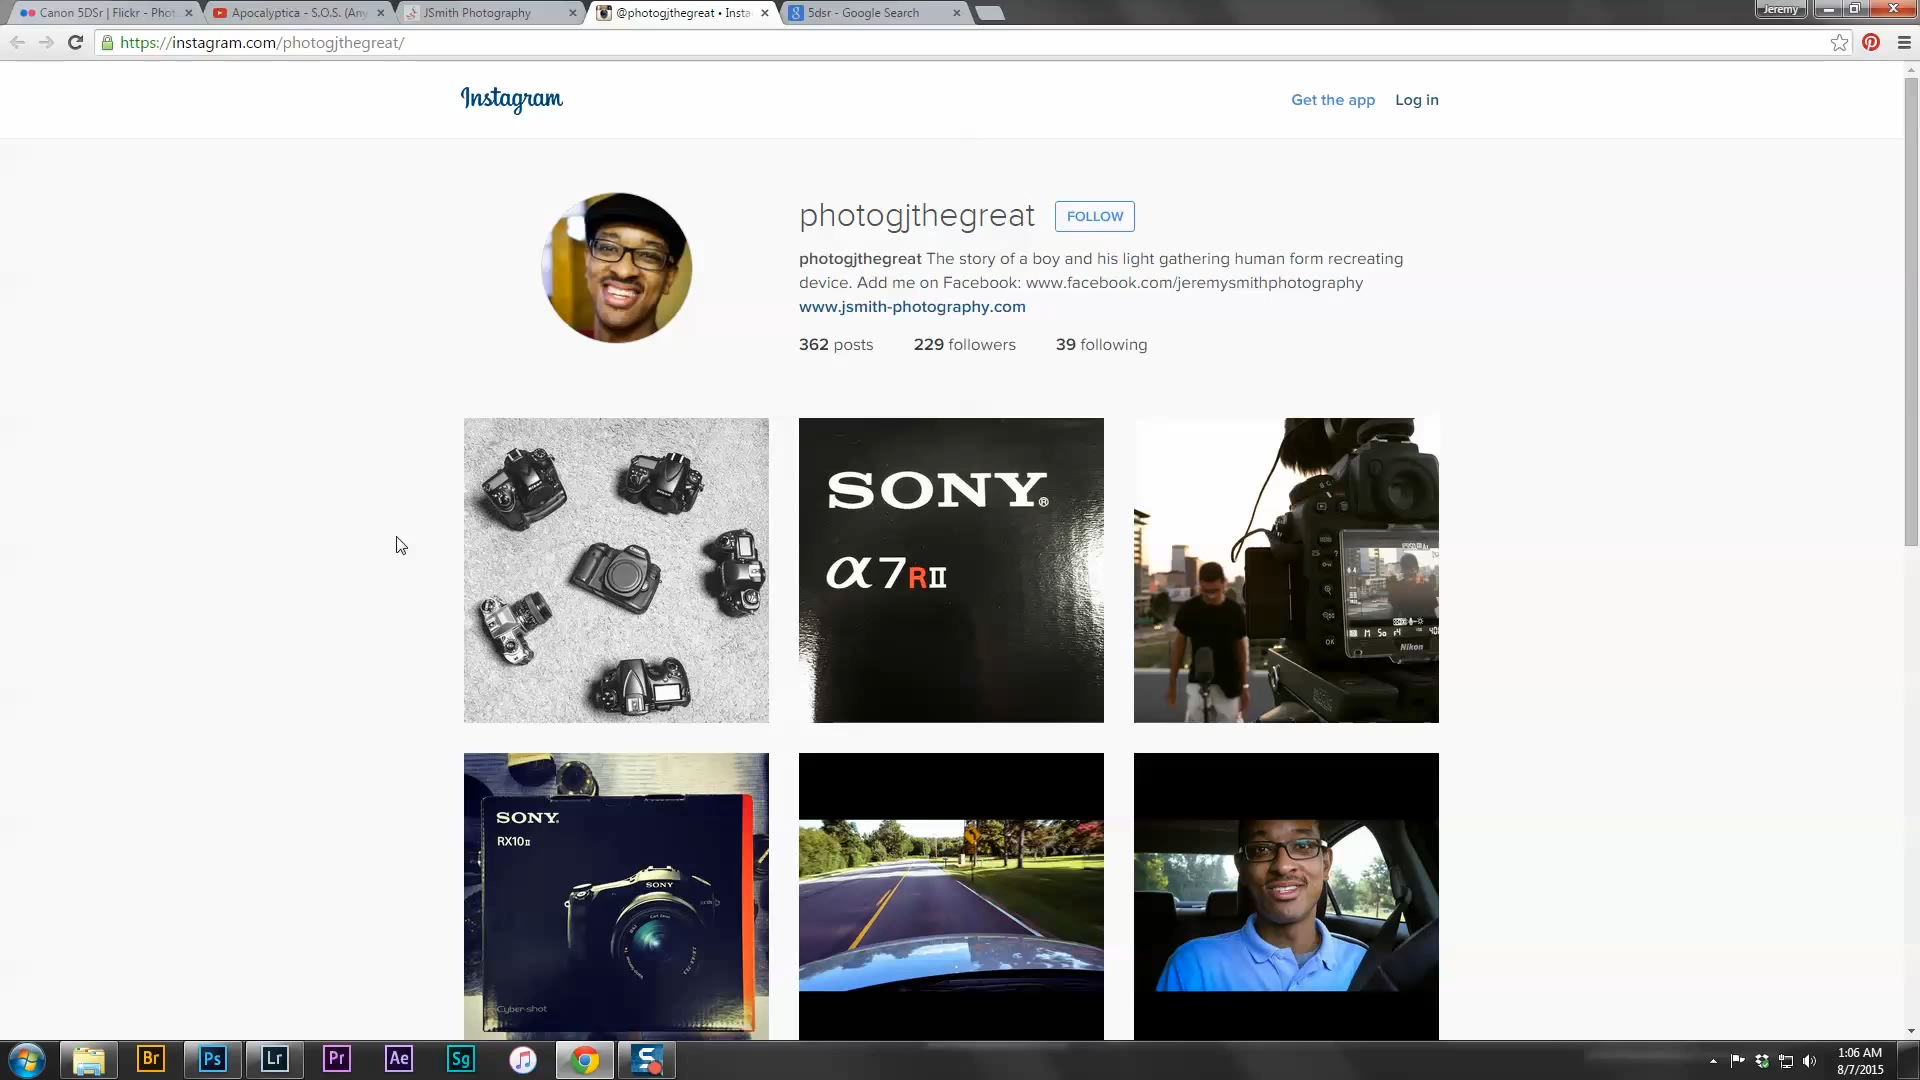 Canon 5DSr | Flickr - Phot
Apocalyptica - S.O.S. (Any
JSmith Photography
@photogjthegreat • Insta
5dsr - Google Search
Jeremy
https://instagram.com/photogjthegreat/
Instagram
Get the app
Log in
photogjthegreat
FOLLOW
photogjthegreat The story of a boy and his light gathering human form recreating
device. Add me on Facebook: www.facebook.com/jeremysmithphotography
www.jsmith-photography.com
362 posts
229 followers
39 following
SONY®
α7RII
OK
M
Nikon
SONY
RX10II
SONY
Cyber-shot
Br
Ps
Lr
Pr
Ae
Sg
S
1:06 AM
8/7/2015